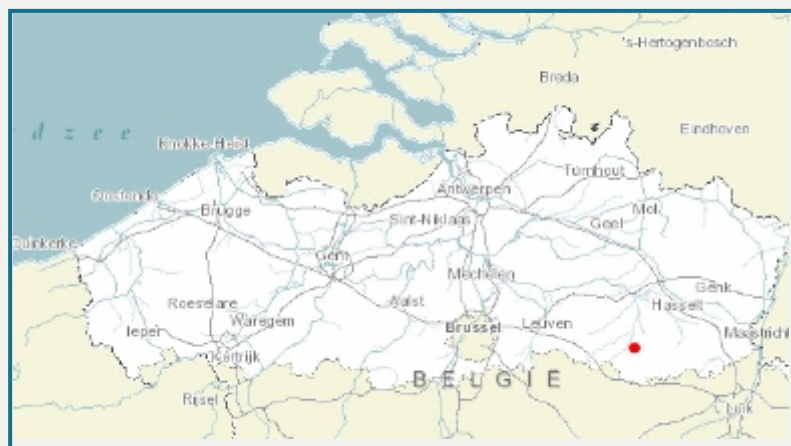 's-Hertogenbosch
Breda
d z e e
Eindhoven
Knokke-Heist
Turnhout
Antwerpen
Oostende
Mol
Brugge
Sint-Niklaas
Geel
Duinkerke
Gent
Mechelen
Genk
Roeselare
Aalst
Hasselt
Waregem
Brussel
Leuven
Ieper
Maastricht
Kortrijk
BELGIË
Rijsel
Luik